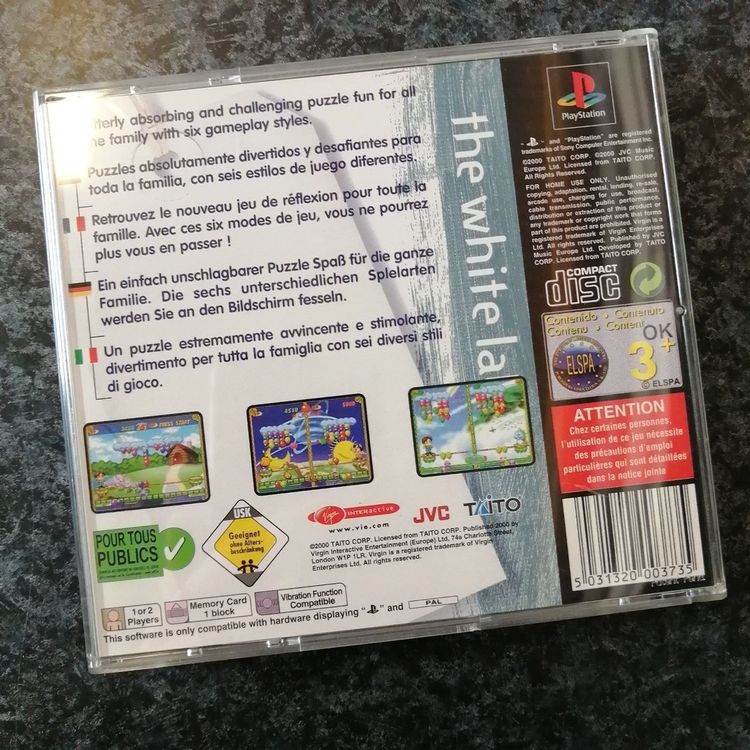 tterly absorbing and challenging puzzle fun for all
he family with six gameplay styles.
Puzzles absolutamente divertidos y desafiantes para
toda la familia, con seis estilos de juego diferentes.
Retrouvez le nouveau jeu de réflexion pour toute la
famille. Avec ces six modes de jeu, vous ne pourrez
plus vous en passer !
Ein einfach unschlagbarer Puzzle Spaß für die ganze
Familie. Die sechs unterschiedlichen Spielarten
werden Sie an den Bildschirm fesseln.
Un puzzle estremamente avvincente e stimolante,
divertimento per tutta la famiglia con sei diversi stili
di gioco.
the white la
PlayStation
and "PlayStation" are registered
trademarks of Sony Computer Entertainment Inc.
©2000 TAITO CORP. ©2000 JVC Music
Europe Ltd. Licensed from TAITO CORP.
All Rights Reserved.
FOR HOME USE ONLY. Unauthorised
copying, adaptation, rental, lending, re-sale,
arcade use, charging for use, broadcast,
cable transmission, public performance,
distribution or extraction of this product or
any trademark or copyright work that forms
part of this product are prohibited. Virgin is a
registered trademark of Virgin Enterprises
Ltd. All rights reserved. Published by JVC
Music Europe Ltd. Developed by TAITO
CORP. Licensed from TAITO CORP.
COMPACT
disc
Contenido • Contenuto
Contenu • Content
ELSPA
OK
3+
© ELSPA
ATTENTION
Chez certaines personnes,
l'utilisation de ce jeu nécessite
des précautions d'emploi
particulières qui sont détaillées
dans la notice jointe
5 031320 003735
PRESS START
POUR TOUS
PUBLICS
USK
Geeignet
ohne Alters-
beschränkung
Virgin INTERACTIVE
www.vie.com
JVC
TAITO
©2000 TAITO CORP. Licensed from TAITO CORP. Published 2000 by
Virgin Interactive Entertainment (Europe) Ltd, 74a Charlotte Street,
London W1P 1LR. Virgin is a registered trademark of Virgin
Enterprises Ltd. All rights reserved.
1 or 2
Players
Memory Card
1 block
Vibration Function
Compatible
This software is only compatible with hardware displaying " " and PAL